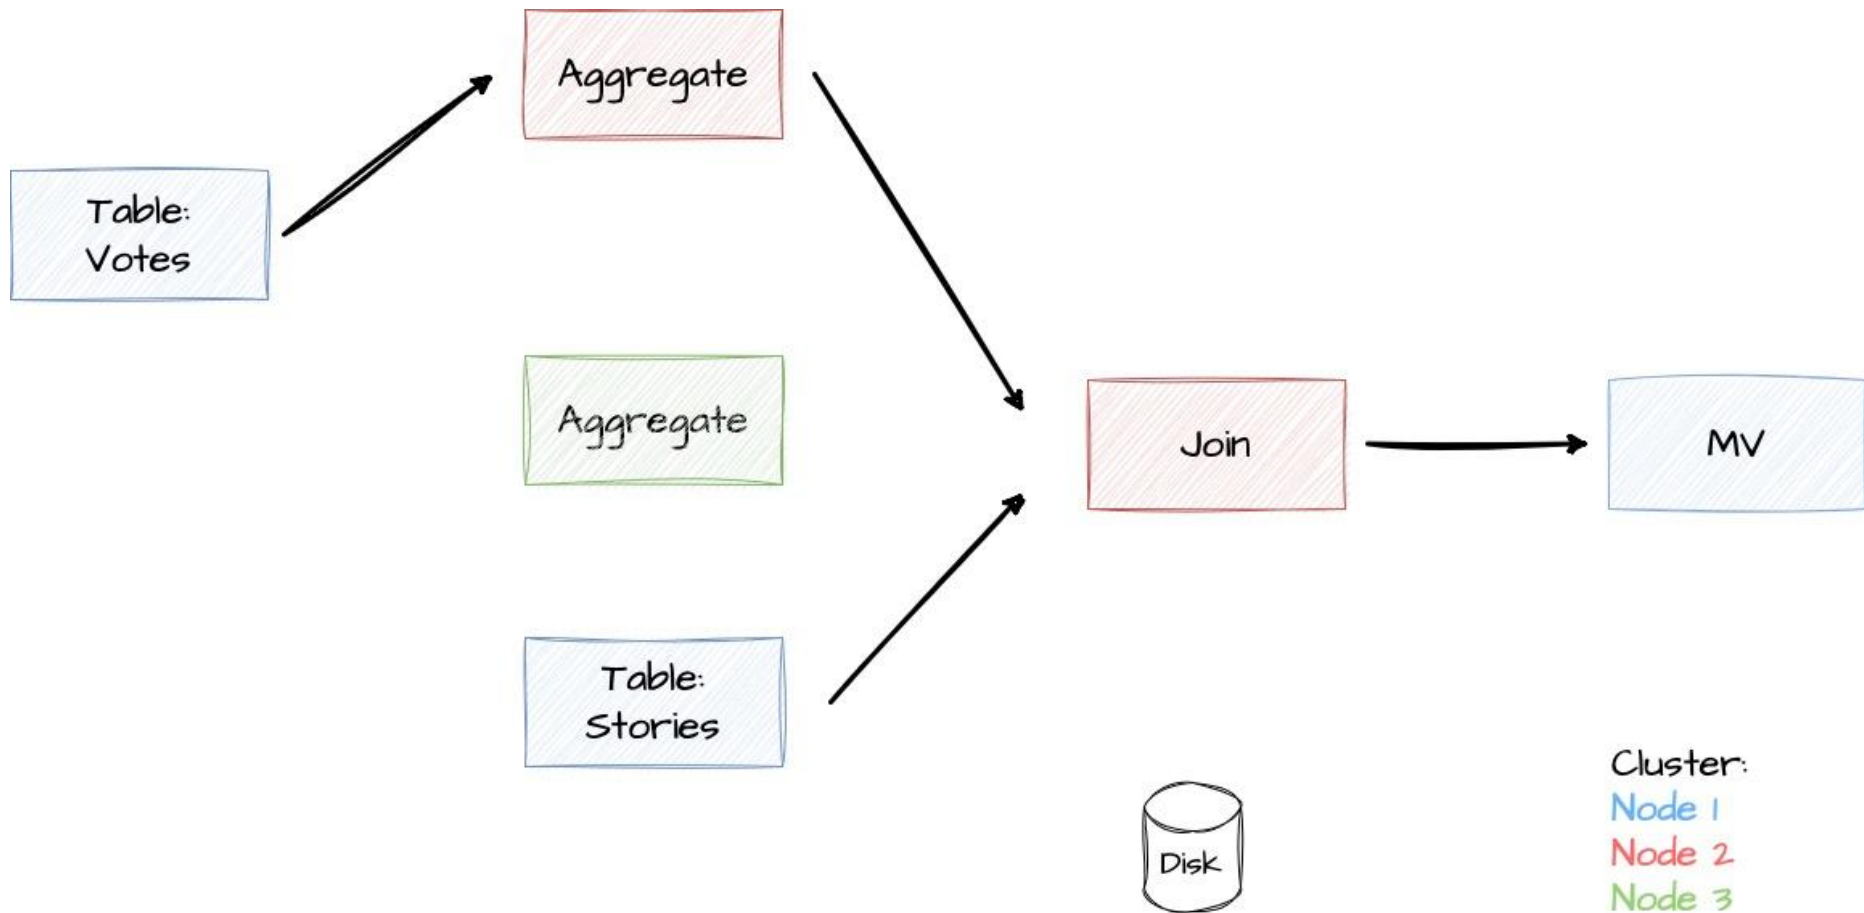 Aggregate
Table:
Votes
Aggregate
Join
MV
Table:
Stories
Disk
Cluster:
Node 1
Node 2
Node 3